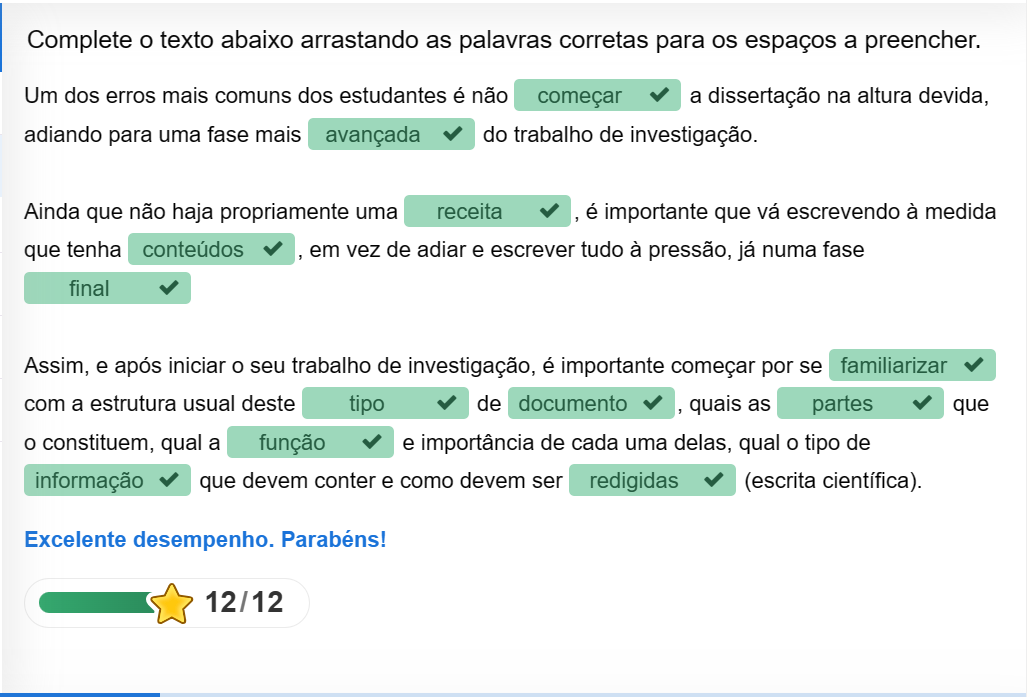 Complete o texto abaixo arrastando as palavras corretas para os espaços a preencher.
Um dos erros mais comuns dos estudantes é não começar a dissertação na altura devida,
adiando para uma fase mais avançada do trabalho de investigação.
Ainda que não haja propriamente uma receita , é importante que vá escrevendo à medida
que tenha conteúdos , em vez de adiar e escrever tudo à pressão, já numa fase
final
Assim, e após iniciar o seu trabalho de investigação, é importante começar por se familiarizar
com a estrutura usual deste tipo de documento , quais as partes que
o constituem, qual a função e importância de cada uma delas, qual o tipo de
informação que devem conter e como devem ser redigidas (escrita científica).
Excelente desempenho. Parabéns!
12/12